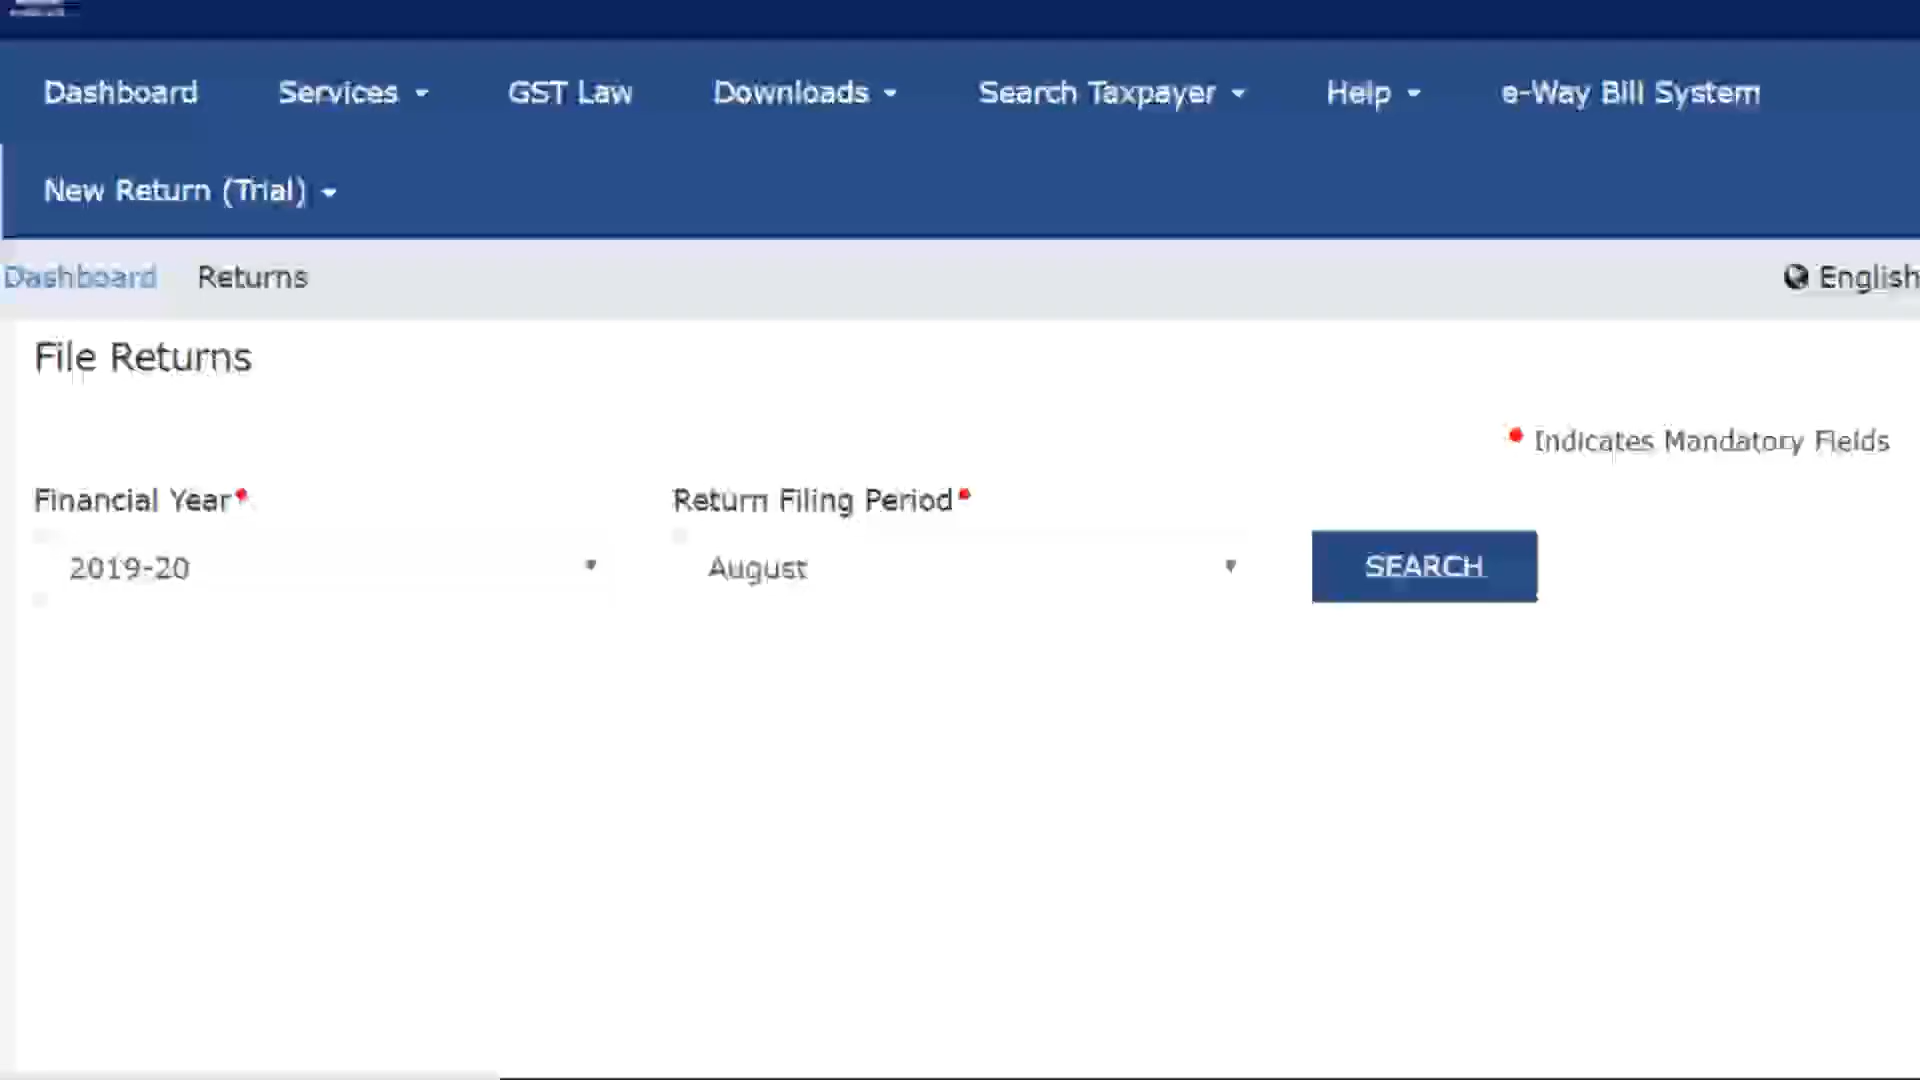 Dashboard Services GST Law Downloads Search Taxpayer Help e-Way Bill System
New Return (Trial)
Dashboard Returns English
File Returns
• Indicates Mandatory Fields
Financial Year• Return Filing Period•
2019-20 August SEARCH